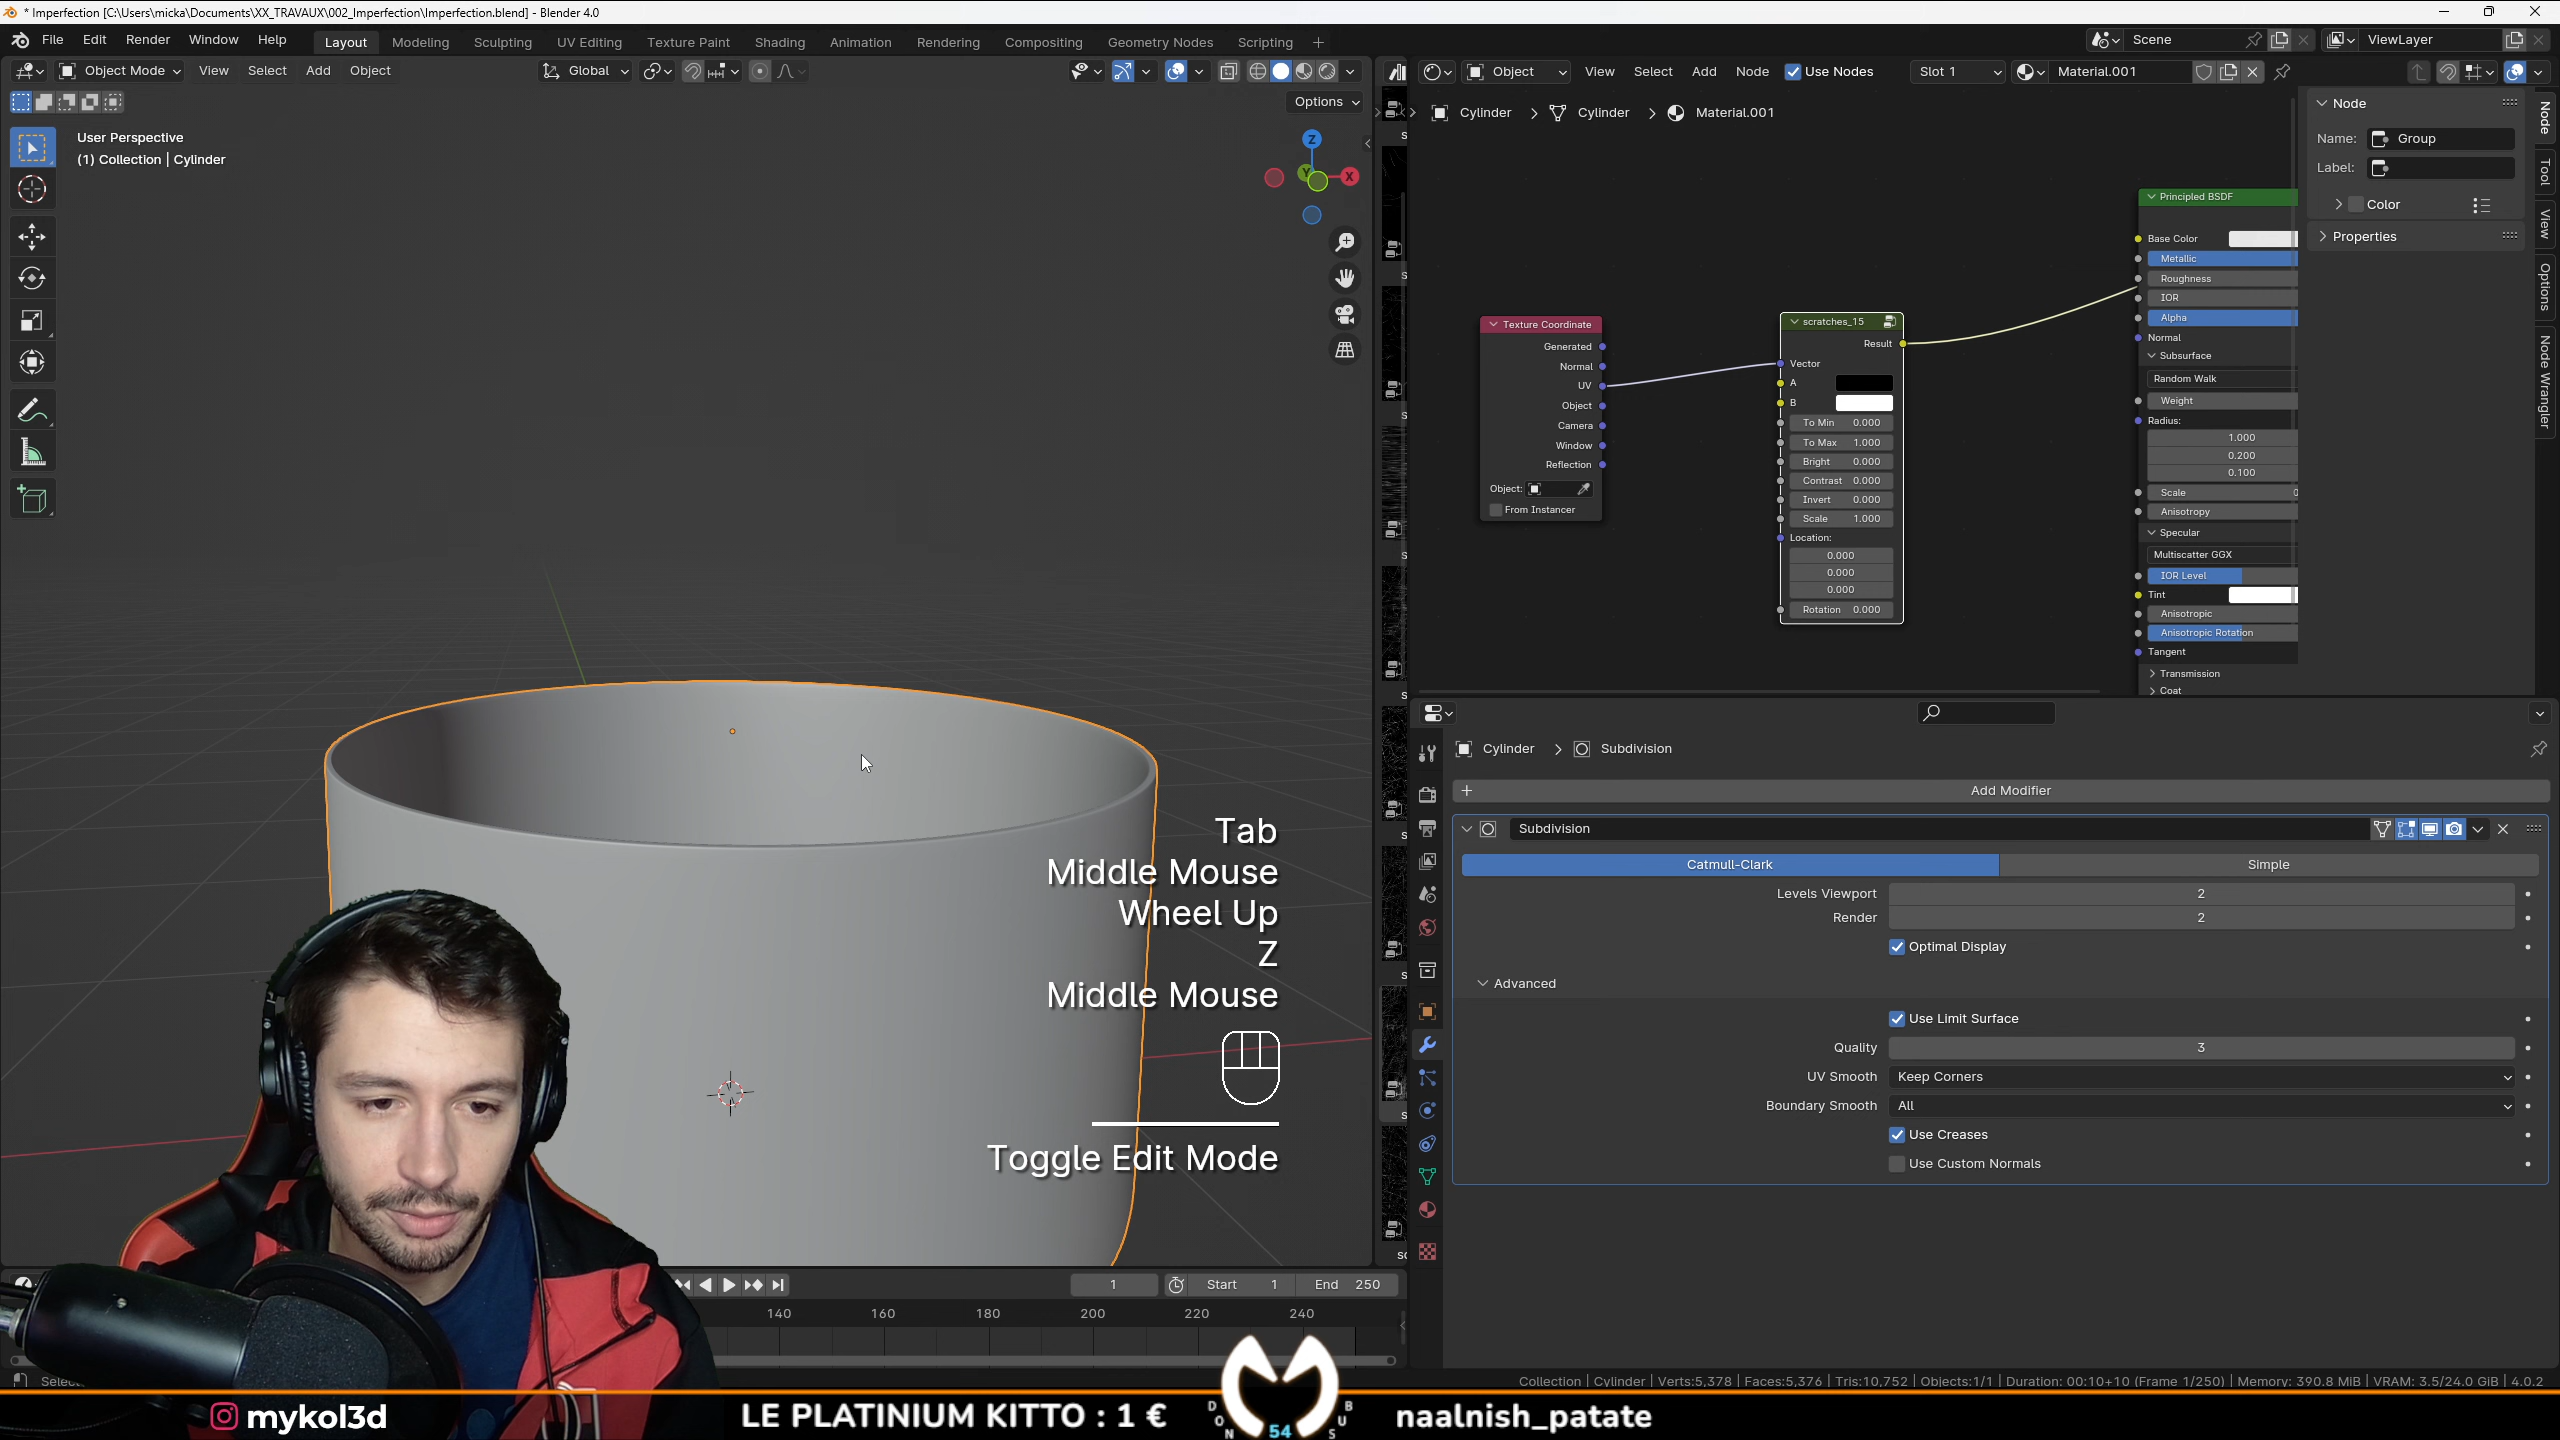 * Imperfection [C:\Users\micka\Documents\XX_TRAVAUX\002_Imperfection\Imperfection.blend] - Blender 4.0
File Edit Render Window Help
Layout Modeling Sculpting UV Editing Texture Paint Shading Animation Rendering Compositing Geometry Nodes Scripting +
Scene
ViewLayer
Object Mode View Select Add Object
Global
Options
User Perspective
(1) Collection | Cylinder
Z
Y
X
Object View Select Add Node Use Nodes Slot 1 Material.001
Cylinder > Cylinder > Material.001
Texture Coordinate
Generated
Normal
UV
Object
Camera
Window
Reflection
Object:
From Instancer
scratches_15
Result
Vector
A
B
To Min 0.000
To Max 1.000
Bright 0.000
Contrast 0.000
Invert 0.000
Scale 1.000
Location:
0.000
0.000
0.000
Rotation 0.000
Principled BSDF
Base Color
Metallic
Roughness
IOR
Alpha
Normal
Subsurface
Random Walk
Weight
Radius:
1.000
0.200
0.100
Scale 0
Anisotropy
Specular
Multiscatter GGX
IOR Level
Tint
Anisotropic
Anisotropic Rotation
Tangent
Transmission
Coat
Node
Name: Group
Label:
Color
Properties
Node
Tool
View
Options
Node Wrangler
Cylinder > Subdivision
Add Modifier
Subdivision
Catmull-Clark Simple
Levels Viewport 2
Render 2
Optimal Display
Advanced
Use Limit Surface
Quality 3
UV Smooth Keep Corners
Boundary Smooth All
Use Creases
Use Custom Normals
Tab
Middle Mouse
Wheel Up
Z
Middle Mouse
Toggle Edit Mode
1 Start 1 End 250
140 160 180 200 220 240
Collection | Cylinder | Verts:5,378 | Faces:5,376 | Tris:10,752 | Objects:1/1 | Duration: 00:10+10 (Frame 1/250) | Memory: 390.8 MiB | VRAM: 3.5/24.0 GiB | 4.0.2
mykol3d
LE PLATINIUM KITTO : 1 €
DON 54 BUS
naalnish_patate